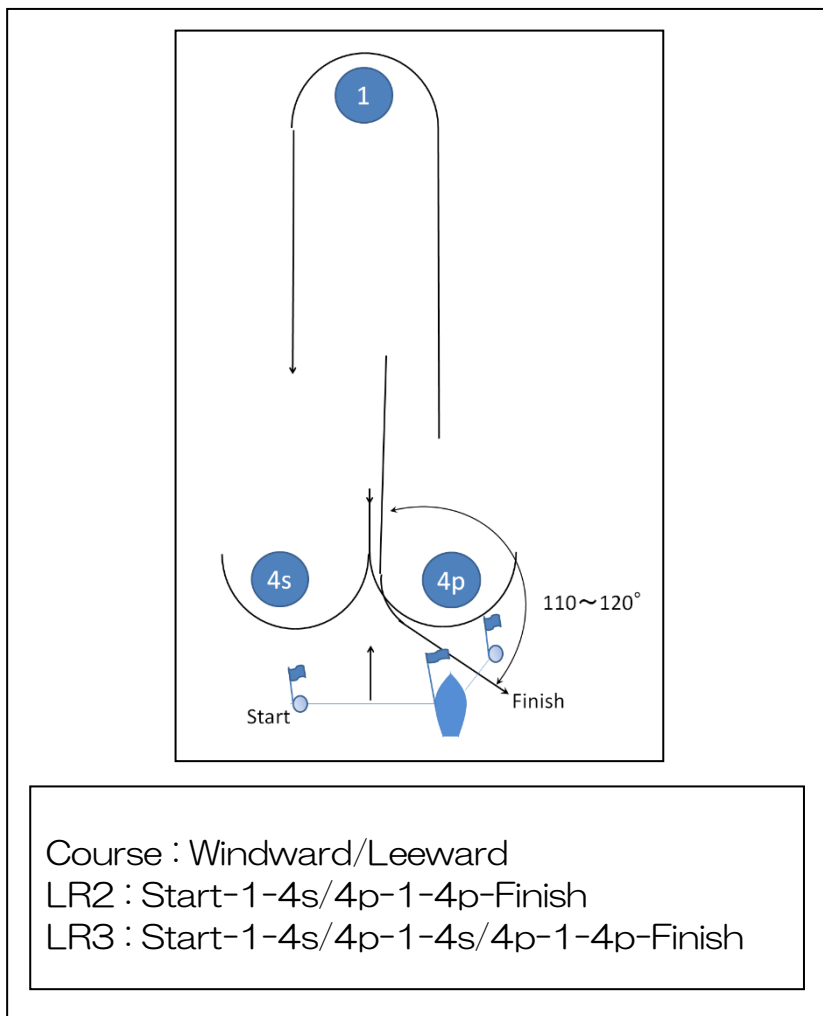 1
4s
4p
110～120°
Start
Finish
Course：Windward/Leeward
LR2：Start-1-4s/4p-1-4p-Finish
LR3：Start-1-4s/4p-1-4s/4p-1-4p-Finish